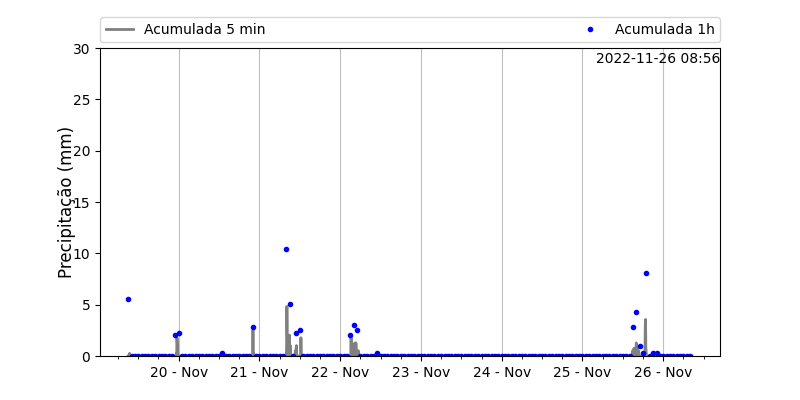 Acumulada 5 min
Acumulada 1h
2022-11-26 08:56
Precipitação (mm)
30
25
20
15
10
5
0
20 - Nov
21 - Nov
22 - Nov
23 - Nov
24 - Nov
25 - Nov
26 - Nov